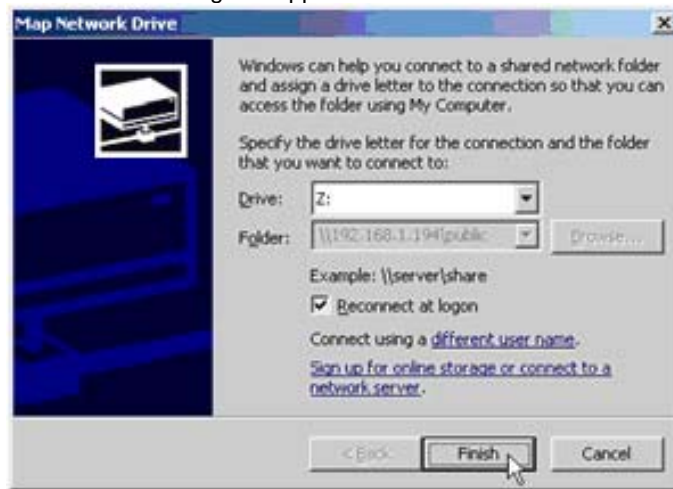 Map Network Drive
Windows can help you connect to a shared network folder
and assign a drive letter to the connection so that you can
access the folder using My Computer.
Specify the drive letter for the connection and the folder
that you want to connect to:
Drive: Z:
Folder: \\192.168.1.194\public Browse...
Example: \\server\share
Reconnect at logon
Connect using a different user name.
Sign up for online storage or connect to a
network server.
< Back Finish Cancel